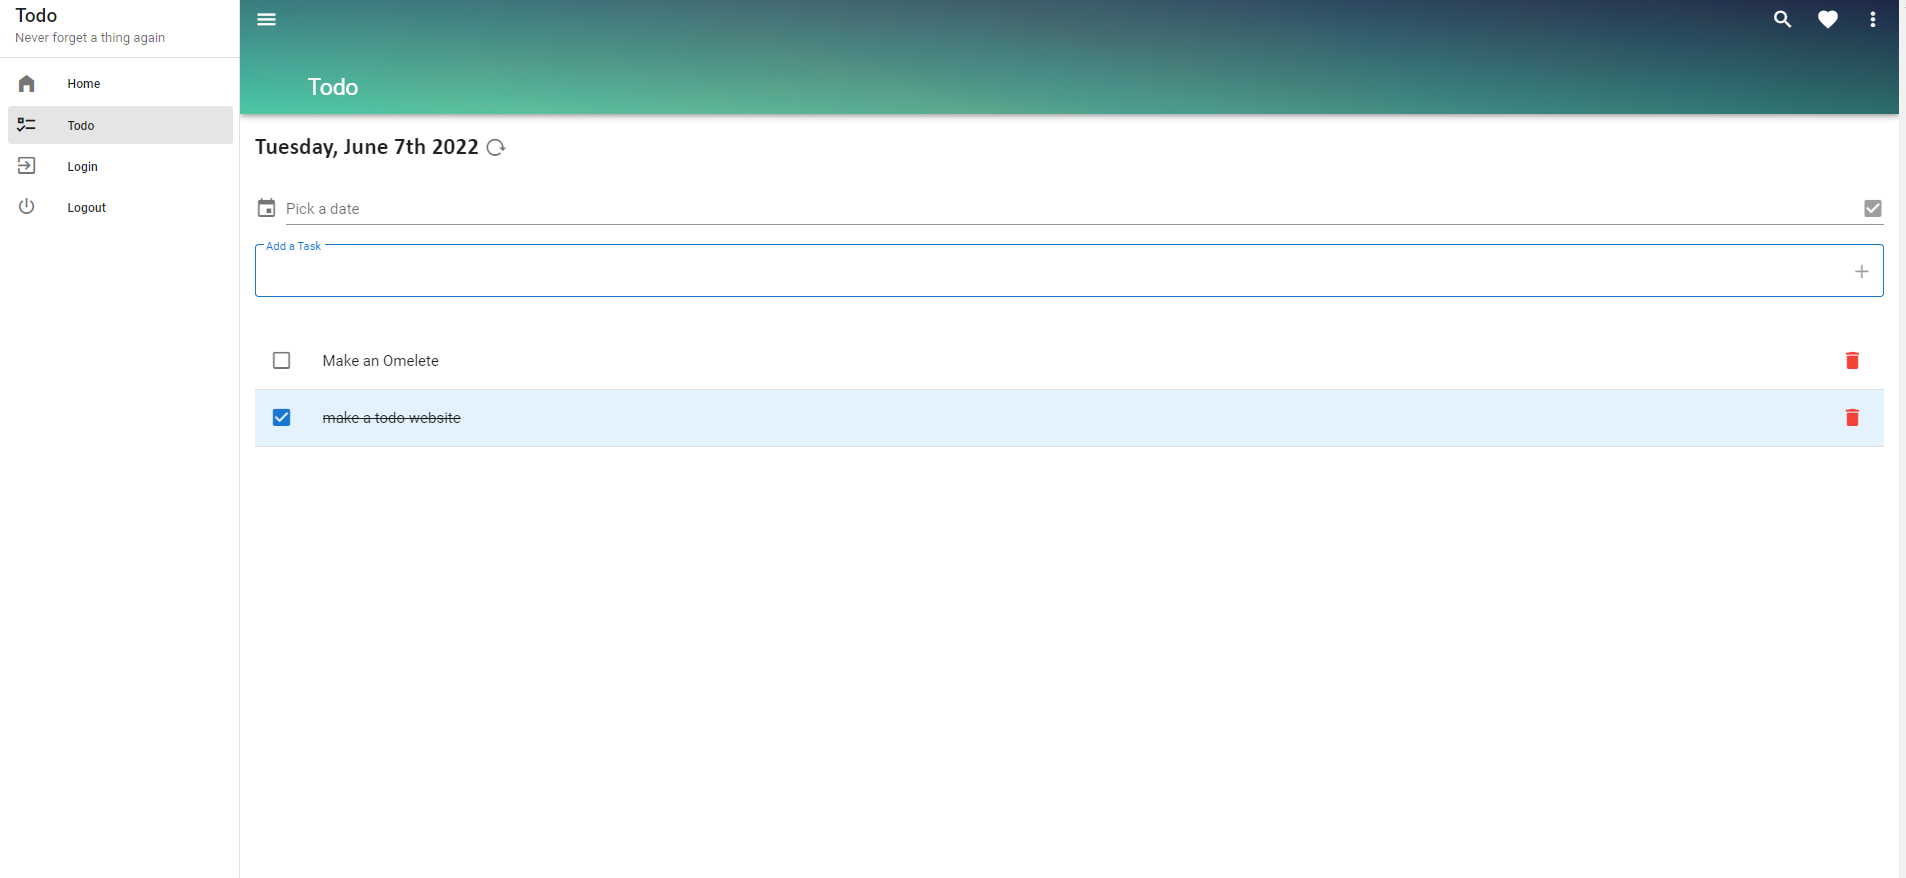 Todo
Never forget a thing again
Home
Todo
Login
Logout
Todo
Tuesday, June 7th 2022
Pick a date
Add a Task
Make an Omelete
make a todo website